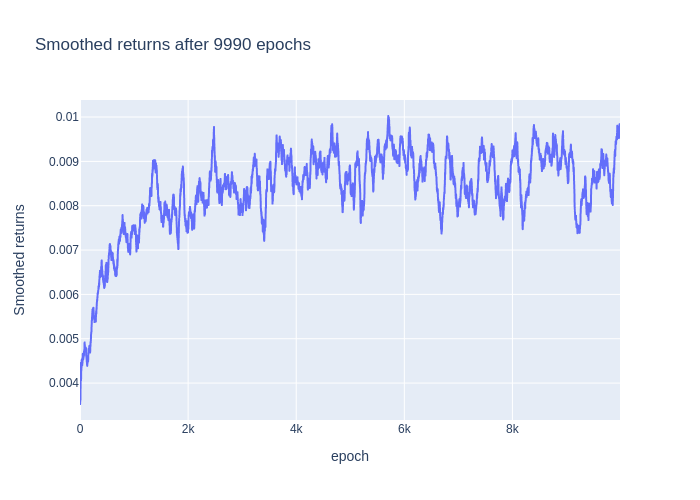 Smoothed returns after 9990 epochs
0.01
0.009
0.008
0.007
0.006
0.005
0.004
Smoothed returns
0 2k 4k 6k 8k
epoch